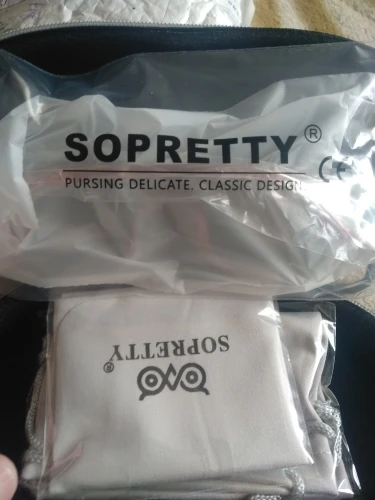 SOPRETTY®
PURSING DELICATE, CLASSIC DESIGN
CE
SOPRETTY
®